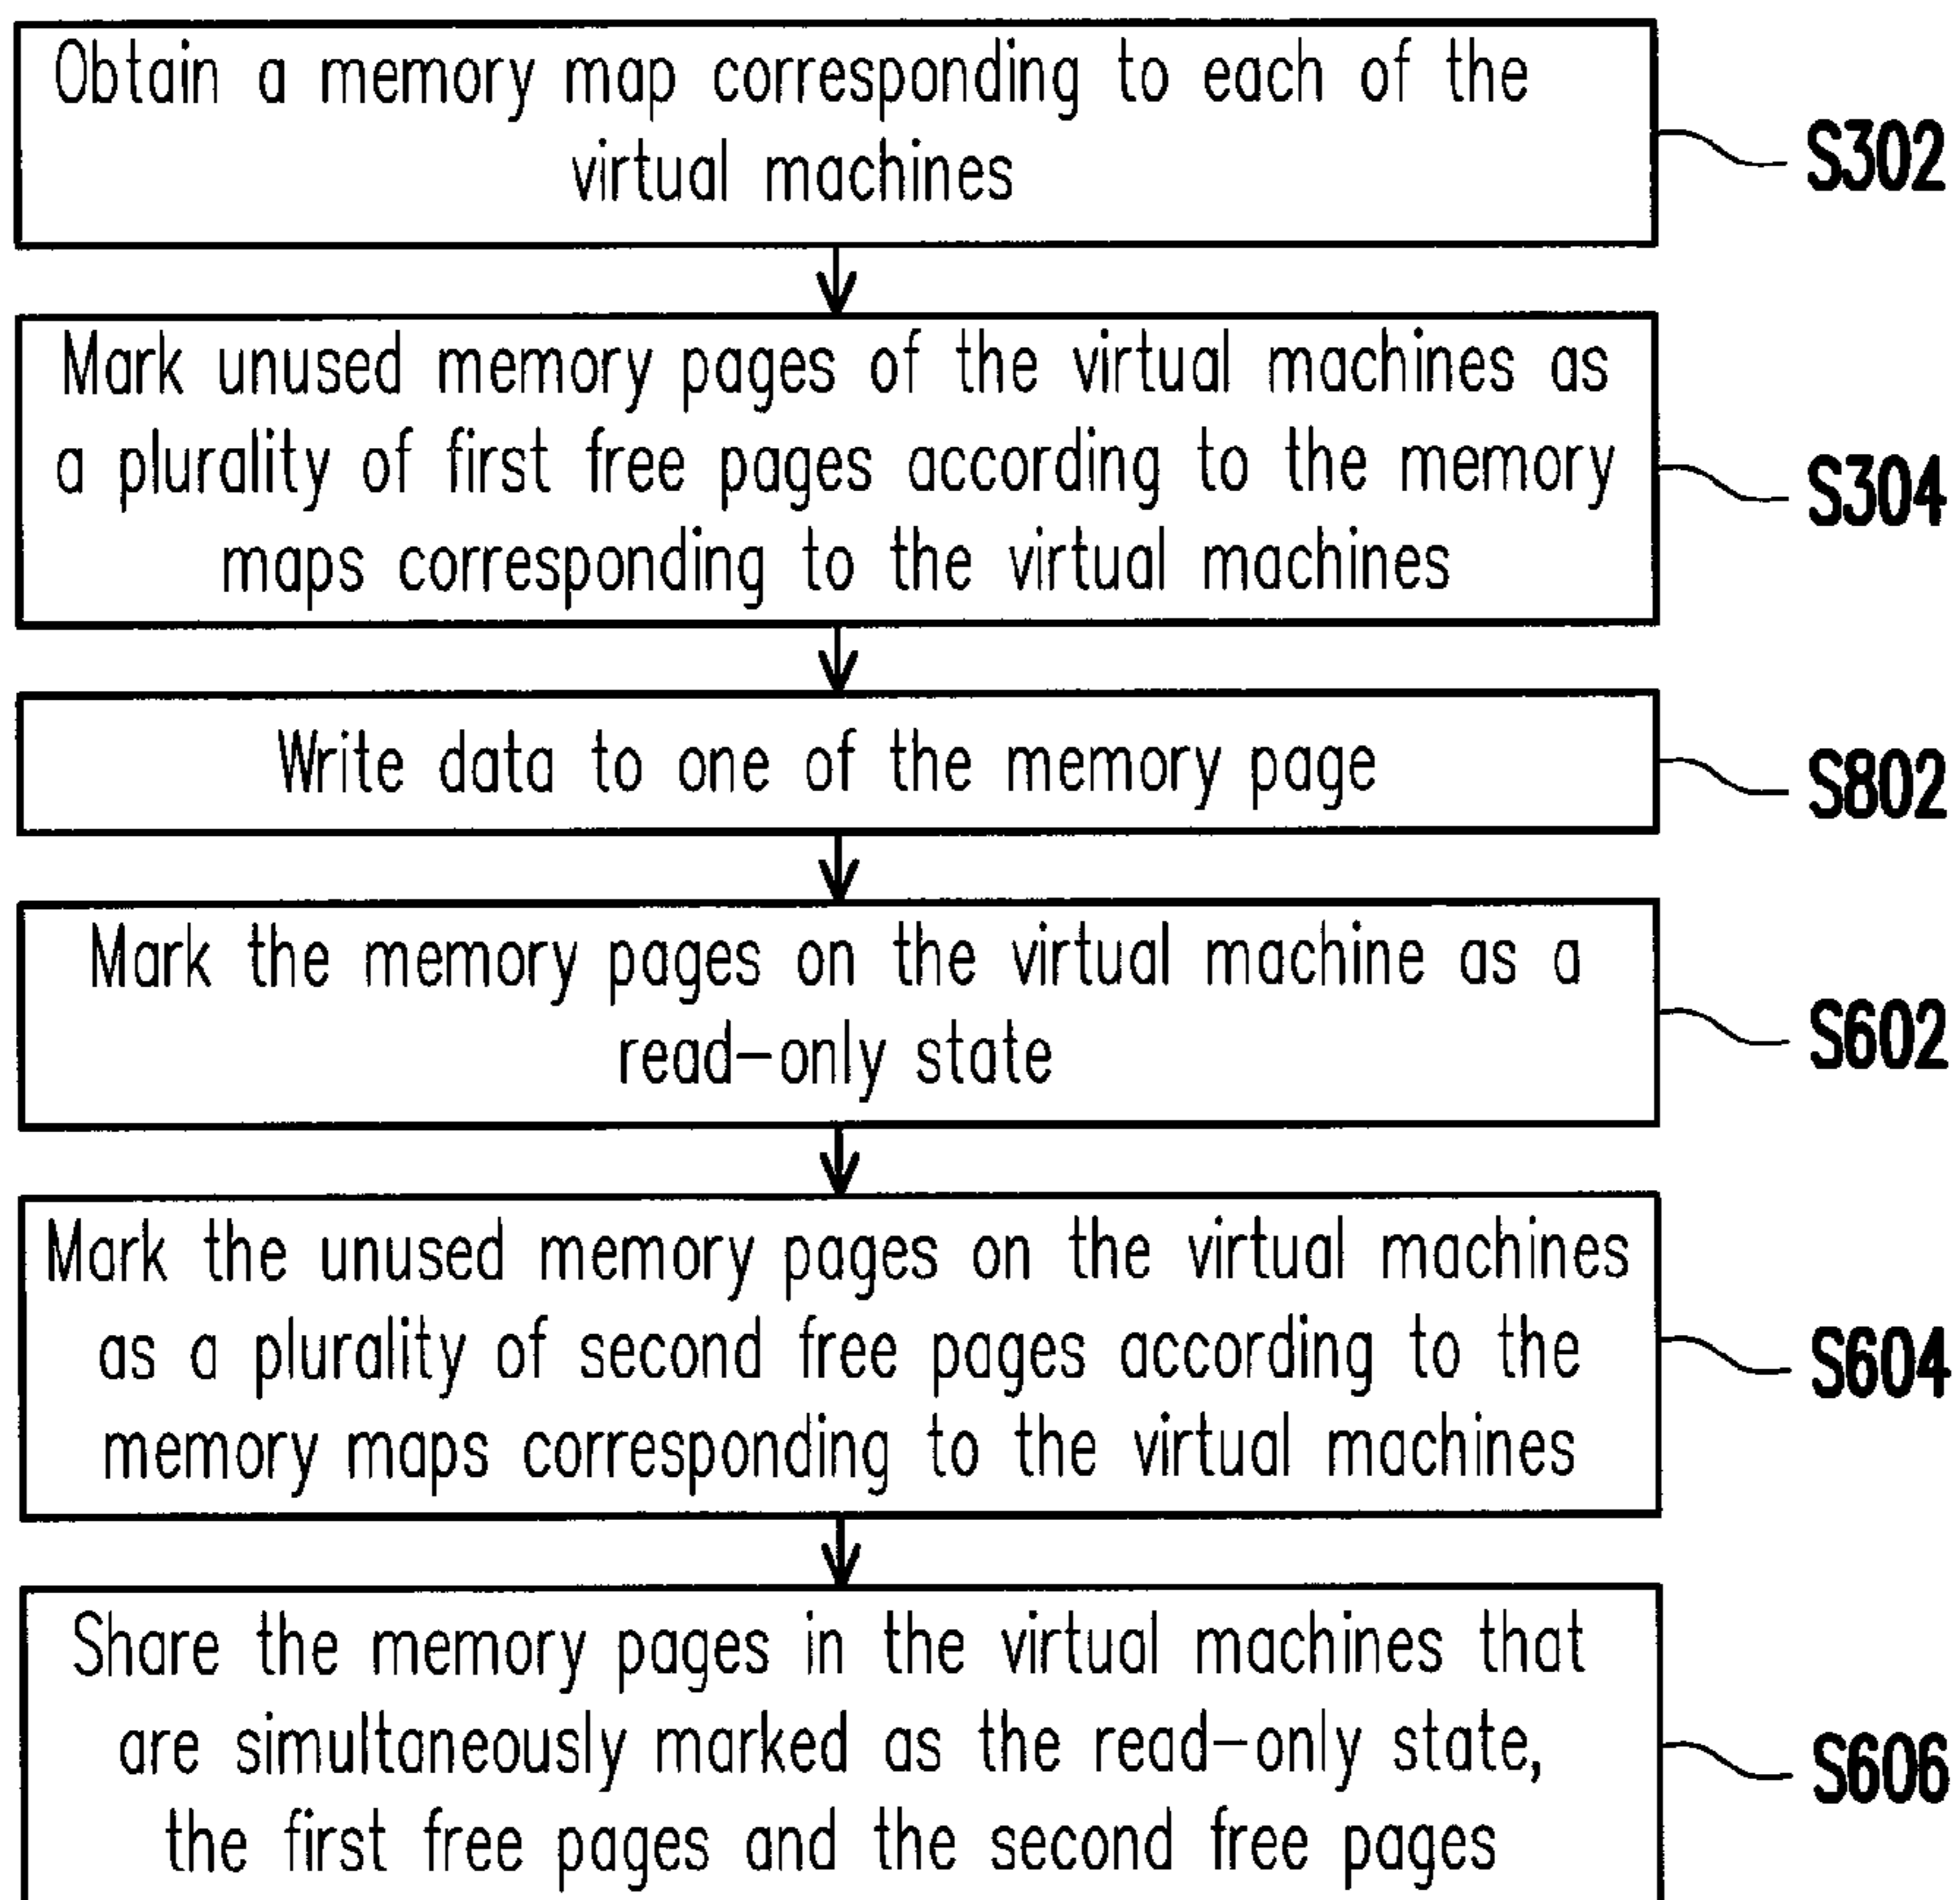 Obtain a memory map corresponding to each of the
virtual machines
S302
Mark unused memory pages of the virtual machines as
a plurality of first free pages according to the memory
maps corresponding to the virtual machines
S304
Write data to one of the memory page
S802
Mark the memory pages on the virtual machine as a
read-only state
S602
Mark the unused memory pages on the virtual machines
as a plurality of second free pages according to the
memory maps corresponding to the virtual machines
S604
Share the memory pages in the virtual machines that
are simultaneously marked as the read-only state,
the first free pages and the second free pages
S606